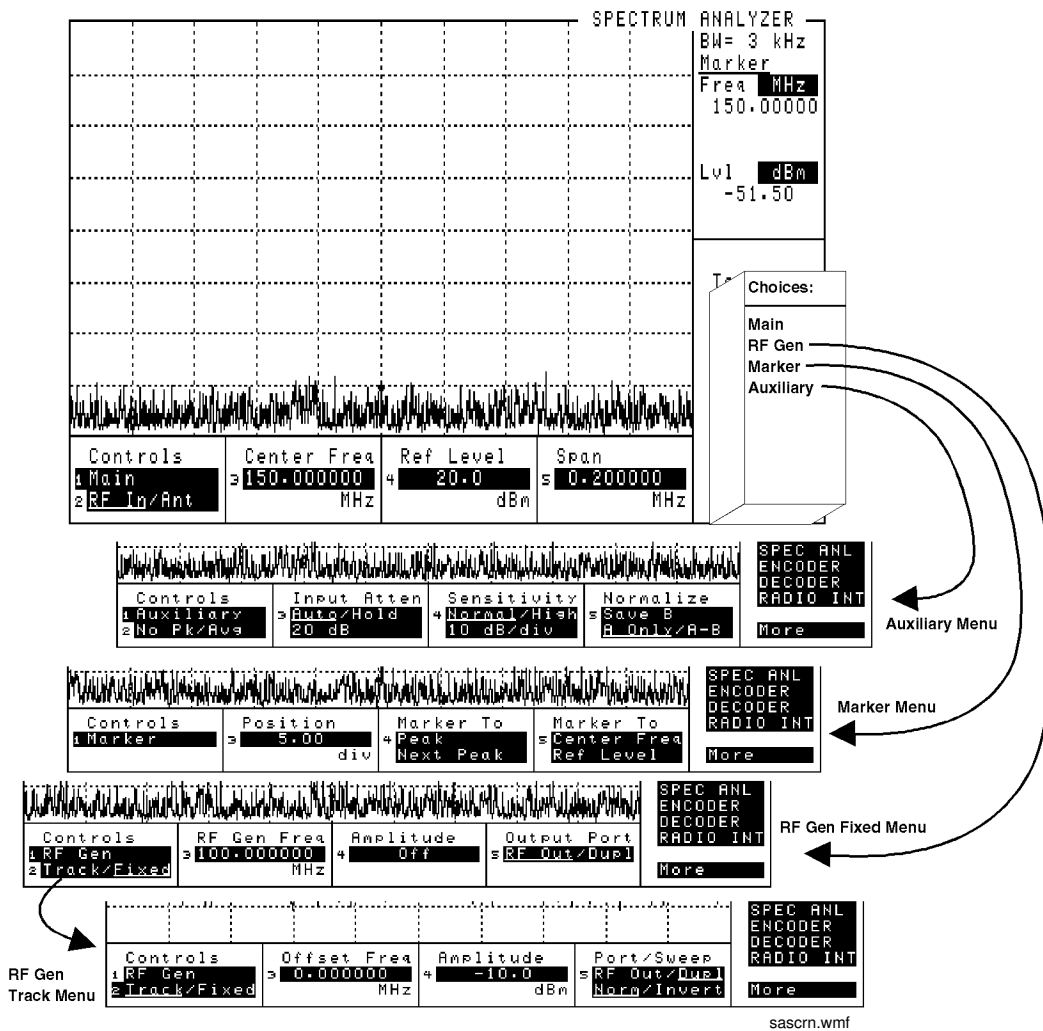 SPECTRUM ANALYZER
BW= 3 kHz
Marker
Freq MHz
150.00000
Lvl dBm
-51.50
Choices:
Main
RF Gen
Marker
Auxiliary
Controls
1 Main
2 RF In/Ant
Center Freq
3 150.000000
MHz
Ref Level
4 20.0
dBm
Span
5 0.200000
MHz
Controls
1 Auxiliary
2 No Pk/Avg
Input Atten
3 Auto/Hold
20 dB
Sensitivity
4 Normal/High
10 dB/div
Normalize
5 Save B
A Only/A-B
SPEC ANL
ENCODER
DECODER
RADIO INT
More
Auxiliary Menu
Controls
1 Marker
Position
3 5.00
div
Marker To
4 Peak
Next Peak
Marker To
5 Center Freq
Ref Level
SPEC ANL
ENCODER
DECODER
RADIO INT
More
Marker Menu
Controls
1 RF Gen
2 Track/Fixed
RF Gen Freq
3 100.000000
MHz
Amplitude
4 Off
Output Port
5 RF Out/Dupl
SPEC ANL
ENCODER
DECODER
RADIO INT
More
RF Gen Fixed Menu
RF Gen
Track Menu
Controls
1 RF Gen
2 Track/Fixed
Offset Freq
3 0.000000
MHz
Amplitude
4 -10.0
dBm
Port/Sweep
5 RF Out/Dupl
Norm/Invert
SPEC ANL
ENCODER
DECODER
RADIO INT
More
sascrn.wmf